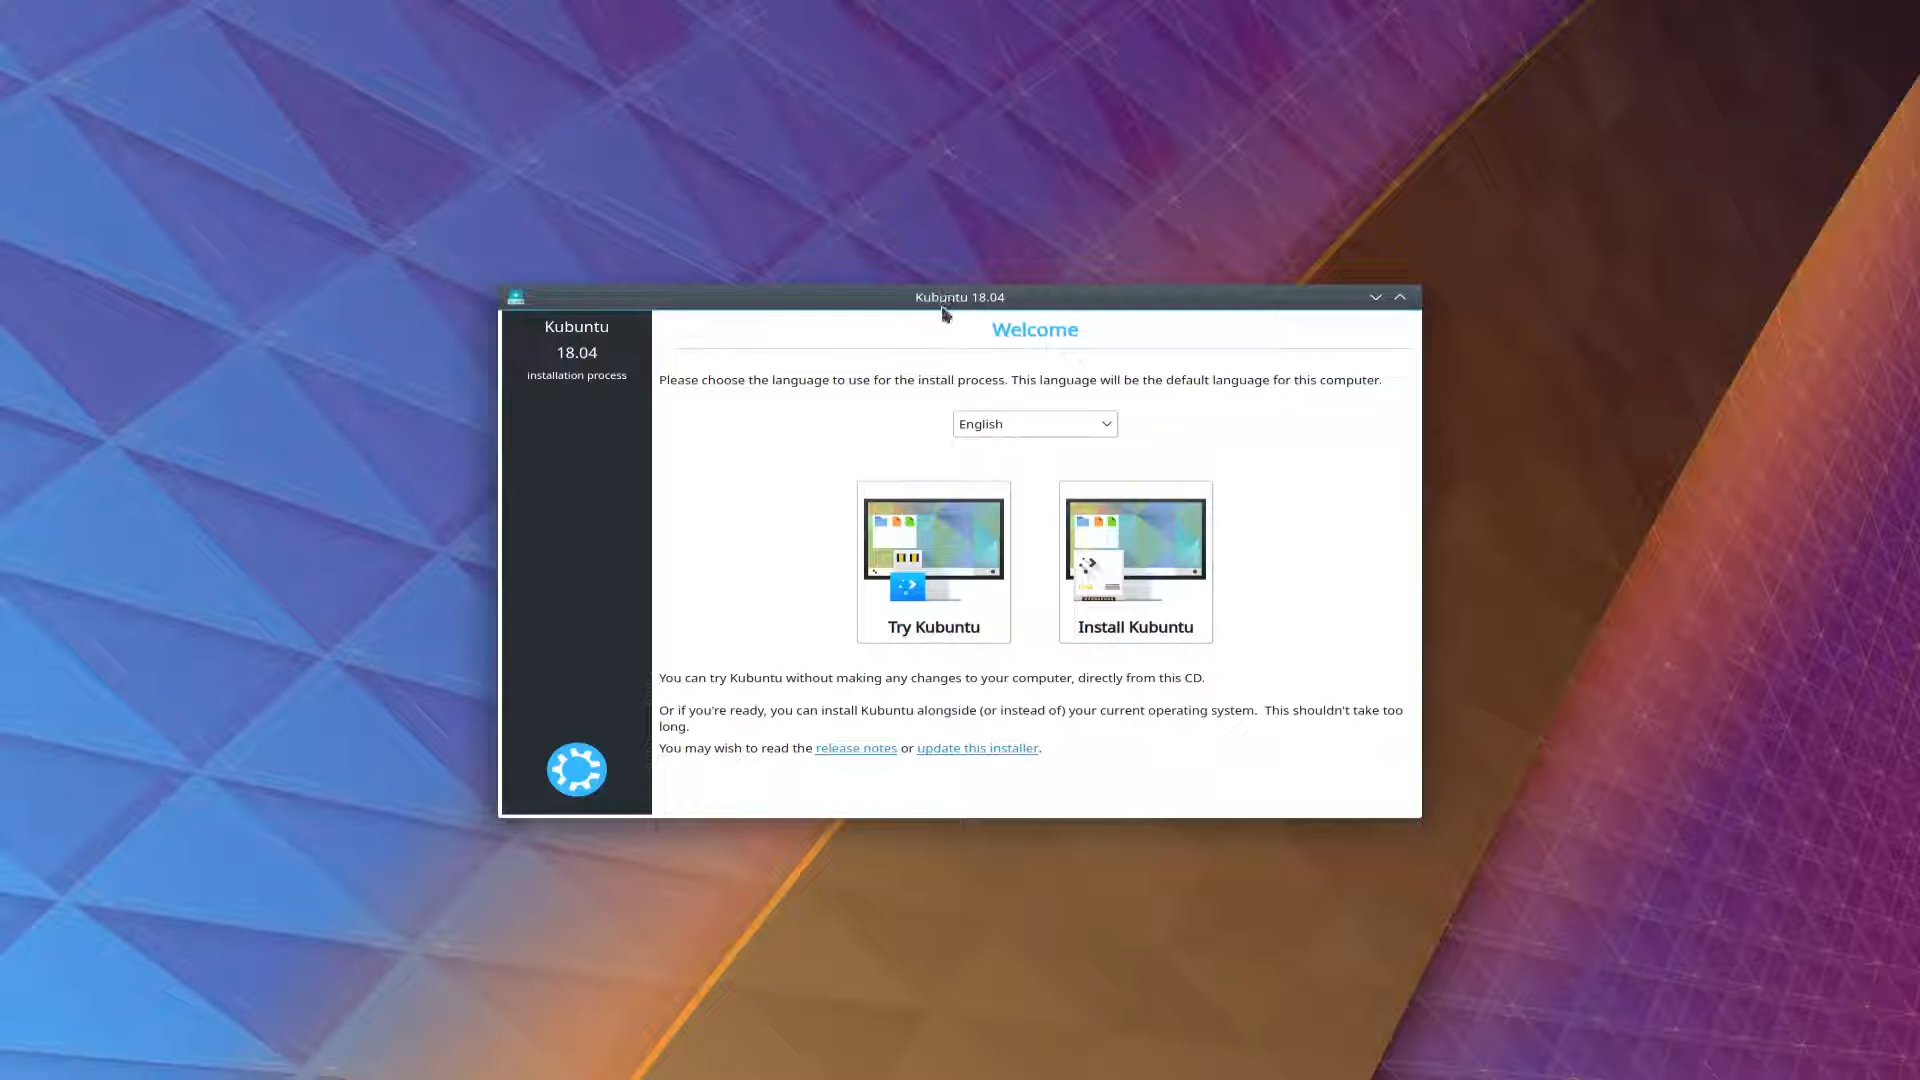 Kubuntu 18.04
Kubuntu
18.04
installation process
Welcome
Please choose the language to use for the install process. This language will be the default language for this computer.
English
Try Kubuntu
Install Kubuntu
You can try Kubuntu without making any changes to your computer, directly from this CD.
Or if you're ready, you can install Kubuntu alongside (or instead of) your current operating system.  This shouldn't take too
long.
You may wish to read the release notes or update this installer.